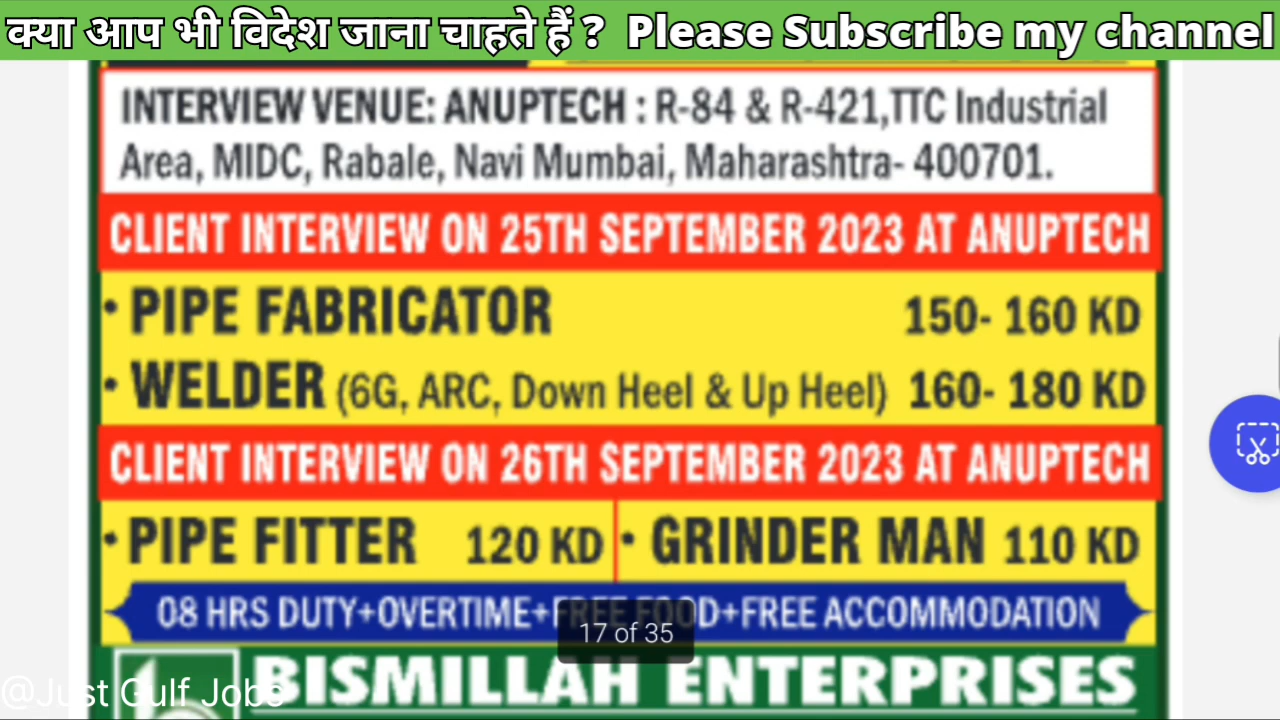 क्या आप भी विदेश जाना चाहते हैं ? Please Subscribe my channel
INTERVIEW VENUE: ANUPTECH : R-84 & R-421,TTC Industrial
Area, MIDC, Rabale, Navi Mumbai, Maharashtra- 400701.
CLIENT INTERVIEW ON 25TH SEPTEMBER 2023 AT ANUPTECH
• PIPE FABRICATOR 150- 160 KD
• WELDER (6G, ARC, Down Heel & Up Heel) 160- 180 KD
CLIENT INTERVIEW ON 26TH SEPTEMBER 2023 AT ANUPTECH
• PIPE FITTER 120 KD • GRINDER MAN 110 KD
08 HRS DUTY+OVERTIME+FREE FOOD+FREE ACCOMMODATION
17 of 35
BISMILLAH ENTERPRISES
@Just Gulf Jobs